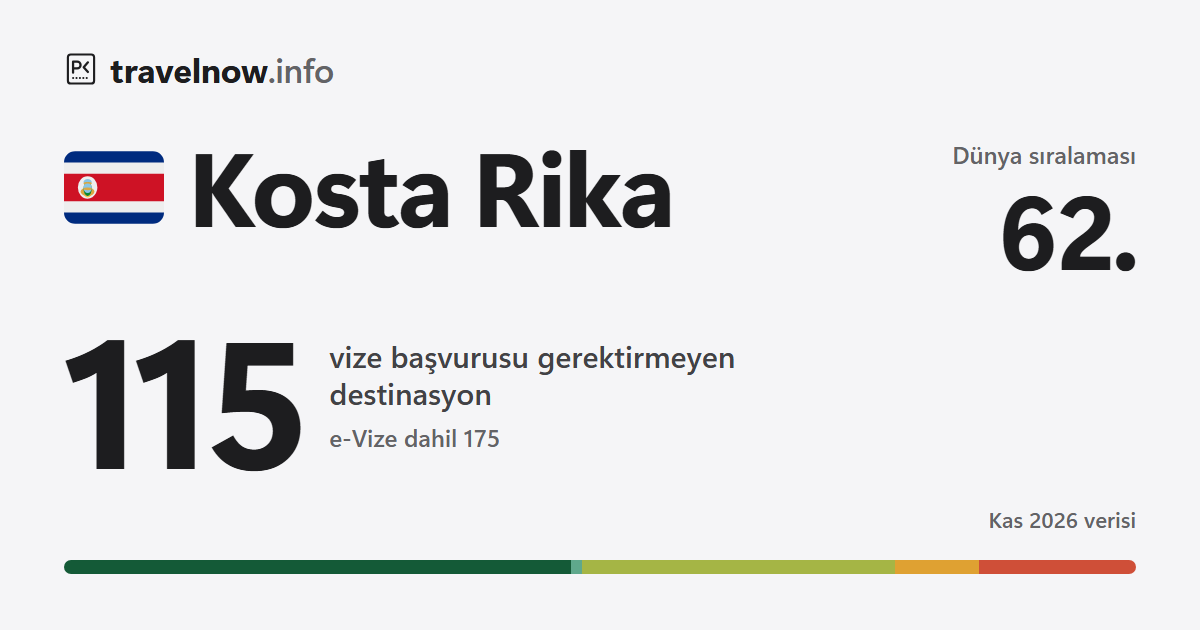 travelnow.info
Kosta Rika
Dünya sıralaması
62.
115
vize başvurusu gerektirmeyen
destinasyon
e-Vize dahil 175
Kas 2026 verisi